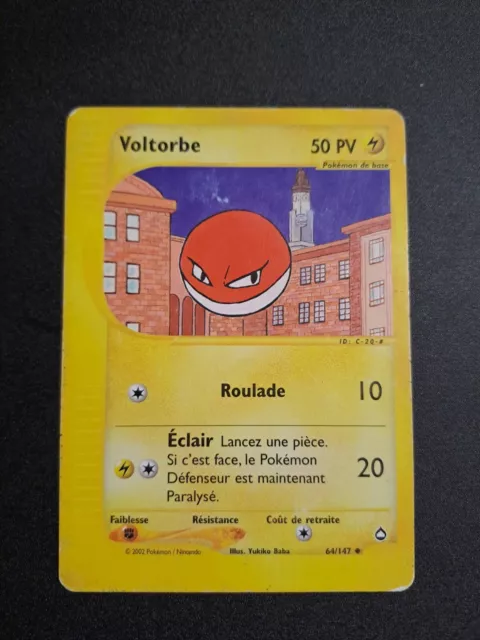 Voltorbe 50 PV
Pokémon de base
ID: C-20-#
Roulade 10
Éclair Lancez une pièce.
Si c'est face, le Pokémon
Défenseur est maintenant
Paralysé.
20
Faiblesse Résistance Coût de retraite
© 2002 Pokémon / Nintendo Illus. Yukiko Baba 64/147